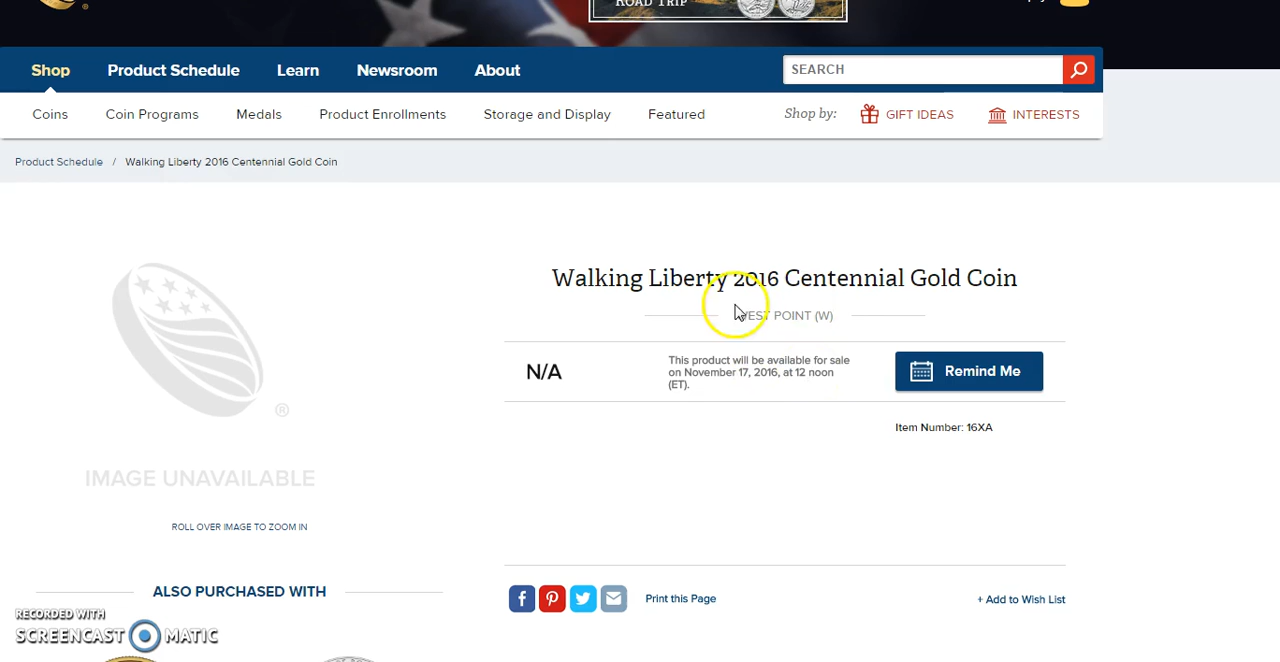 ROAD TRIP
Shop Product Schedule Learn Newsroom About
SEARCH
Coins Coin Programs Medals Product Enrollments Storage and Display Featured Shop by: GIFT IDEAS INTERESTS
Product Schedule / Walking Liberty 2016 Centennial Gold Coin
Walking Liberty 2016 Centennial Gold Coin
WEST POINT (W)
N/A
This product will be available for sale
on November 17, 2016, at 12 noon
(ET).
Remind Me
Item Number: 16XA
®
IMAGE UNAVAILABLE
ROLL OVER IMAGE TO ZOOM IN
ALSO PURCHASED WITH
Print this Page
+ Add to Wish List
RECORDED WITH
SCREENCAST MATIC